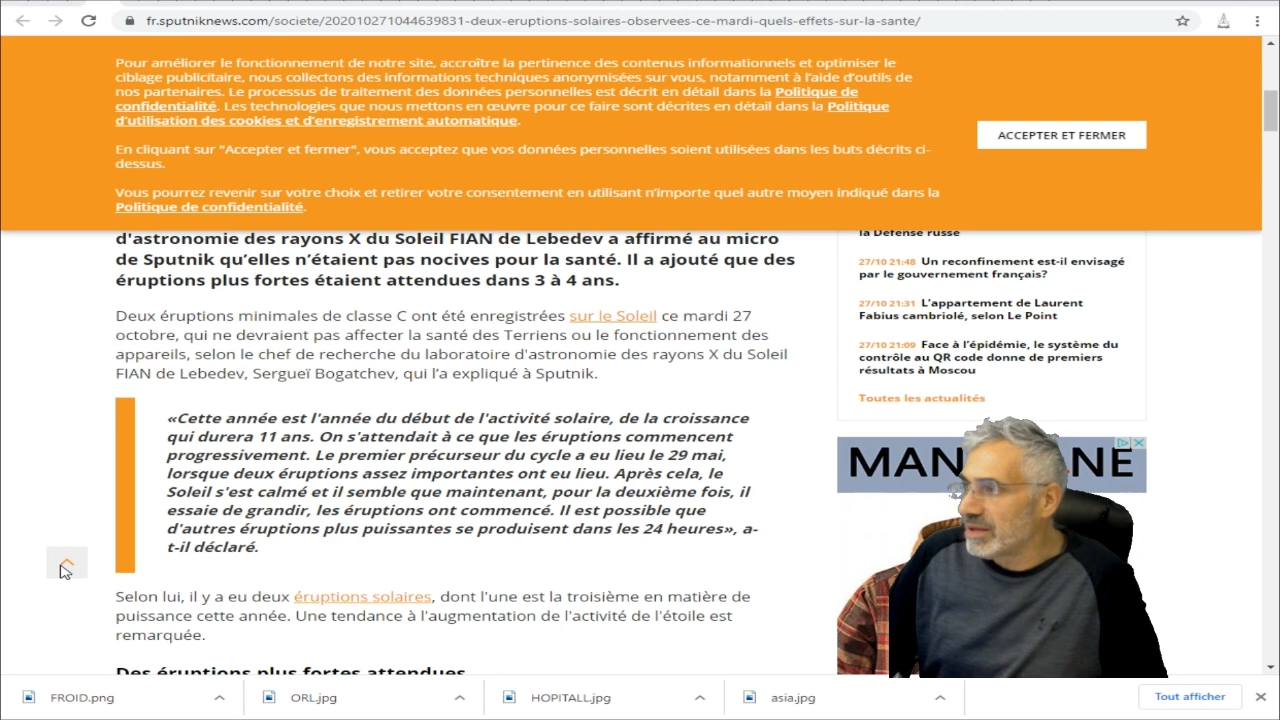 fr.sputniknews.com/societe/202010271044639831-deux-eruptions-solaires-observees-ce-mardi-quels-effets-sur-la-sante/
Pour améliorer le fonctionnement de notre site, accroître la pertinence des contenus informationnels et optimiser le
ciblage publicitaire, nous collectons des informations techniques anonymisées sur vous, notamment à l'aide d'outils de
nos partenaires. Le processus de traitement des données personnelles est décrit en détail dans la Politique de
confidentialité. Les technologies que nous mettons en œuvre pour ce faire sont décrites en détail dans la Politique
d'utilisation des cookies et d'enregistrement automatique.
En cliquant sur "Accepter et fermer", vous acceptez que vos données personnelles soient utilisées dans les buts décrits ci-
dessus.
Vous pourrez revenir sur votre choix et retirer votre consentement en utilisant n'importe quel autre moyen indiqué dans la
Politique de confidentialité.
ACCEPTER ET FERMER
d'astronomie des rayons X du Soleil FIAN de Lebedev a affirmé au micro
de Sputnik qu'elles n'étaient pas nocives pour la santé. Il a ajouté que des
éruptions plus fortes étaient attendues dans 3 à 4 ans.
Deux éruptions minimales de classe C ont été enregistrées sur le Soleil ce mardi 27
octobre, qui ne devraient pas affecter la santé des Terriens ou le fonctionnement des
appareils, selon le chef de recherche du laboratoire d'astronomie des rayons X du Soleil
FIAN de Lebedev, Sergueï Bogatchev, qui l'a expliqué à Sputnik.
«Cette année est l'année du début de l'activité solaire, de la croissance
qui durera 11 ans. On s'attendait à ce que les éruptions commencent
progressivement. Le premier précurseur du cycle a eu lieu le 29 mai,
lorsque deux éruptions assez importantes ont eu lieu. Après cela, le
Soleil s'est calmé et il semble que maintenant, pour la deuxième fois, il
essaie de grandir, les éruptions ont commencé. Il est possible que
d'autres éruptions plus puissantes se produisent dans les 24 heures», a-
t-il déclaré.
Selon lui, il y a eu deux éruptions solaires, dont l'une est la troisième en matière de
puissance cette année. Une tendance à l'augmentation de l'activité de l'étoile est
remarquée.
Des éruptions plus fortes attendues
la Défense russe
27/10 21:48 Un reconfinement est-il envisagé
par le gouvernement français?
27/10 21:31 L'appartement de Laurent
Fabius cambriolé, selon Le Point
27/10 21:09 Face à l'épidémie, le système du
contrôle au QR code donne de premiers
résultats à Moscou
Toutes les actualités
MAN NE
FROID.png
ORL.jpg
HOPITALL.jpg
asia.jpg
Tout afficher